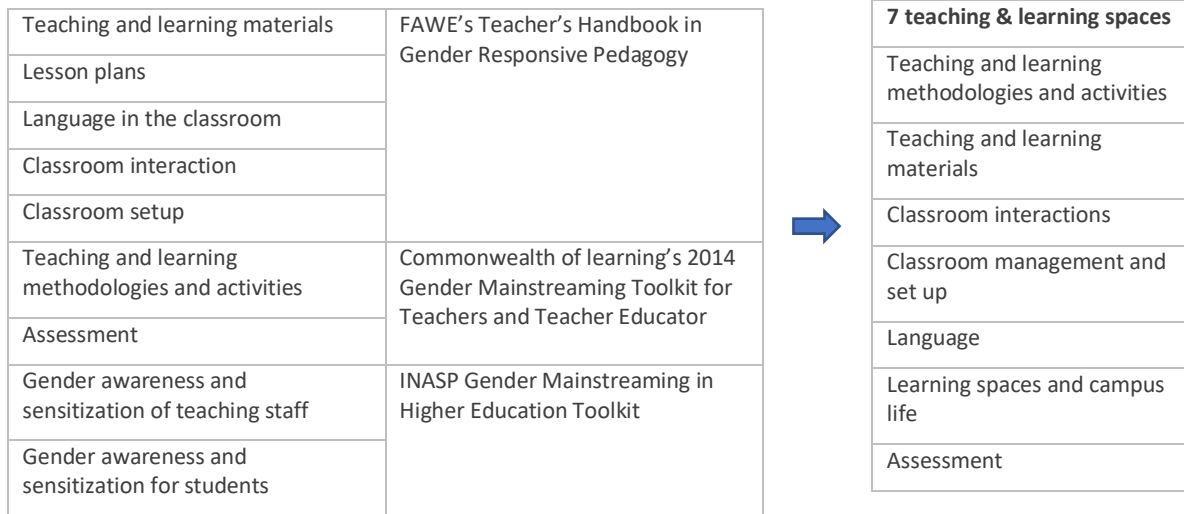 Teaching and learning materials
Lesson plans
Language in the classroom
Classroom interaction
Classroom setup
FAWE’s Teacher’s Handbook in
Gender Responsive Pedagogy
Teaching and learning
methodologies and activities
Assessment
Commonwealth of learning’s 2014
Gender Mainstreaming Toolkit for
Teachers and Teacher Educator
Gender awareness and
sensitization of teaching staff
Gender awareness and
sensitization for students
INASP Gender Mainstreaming in
Higher Education Toolkit
7 teaching & learning spaces
Teaching and learning
methodologies and activities
Teaching and learning
materials
Classroom interactions
Classroom management and
set up
Language
Learning spaces and campus
life
Assessment